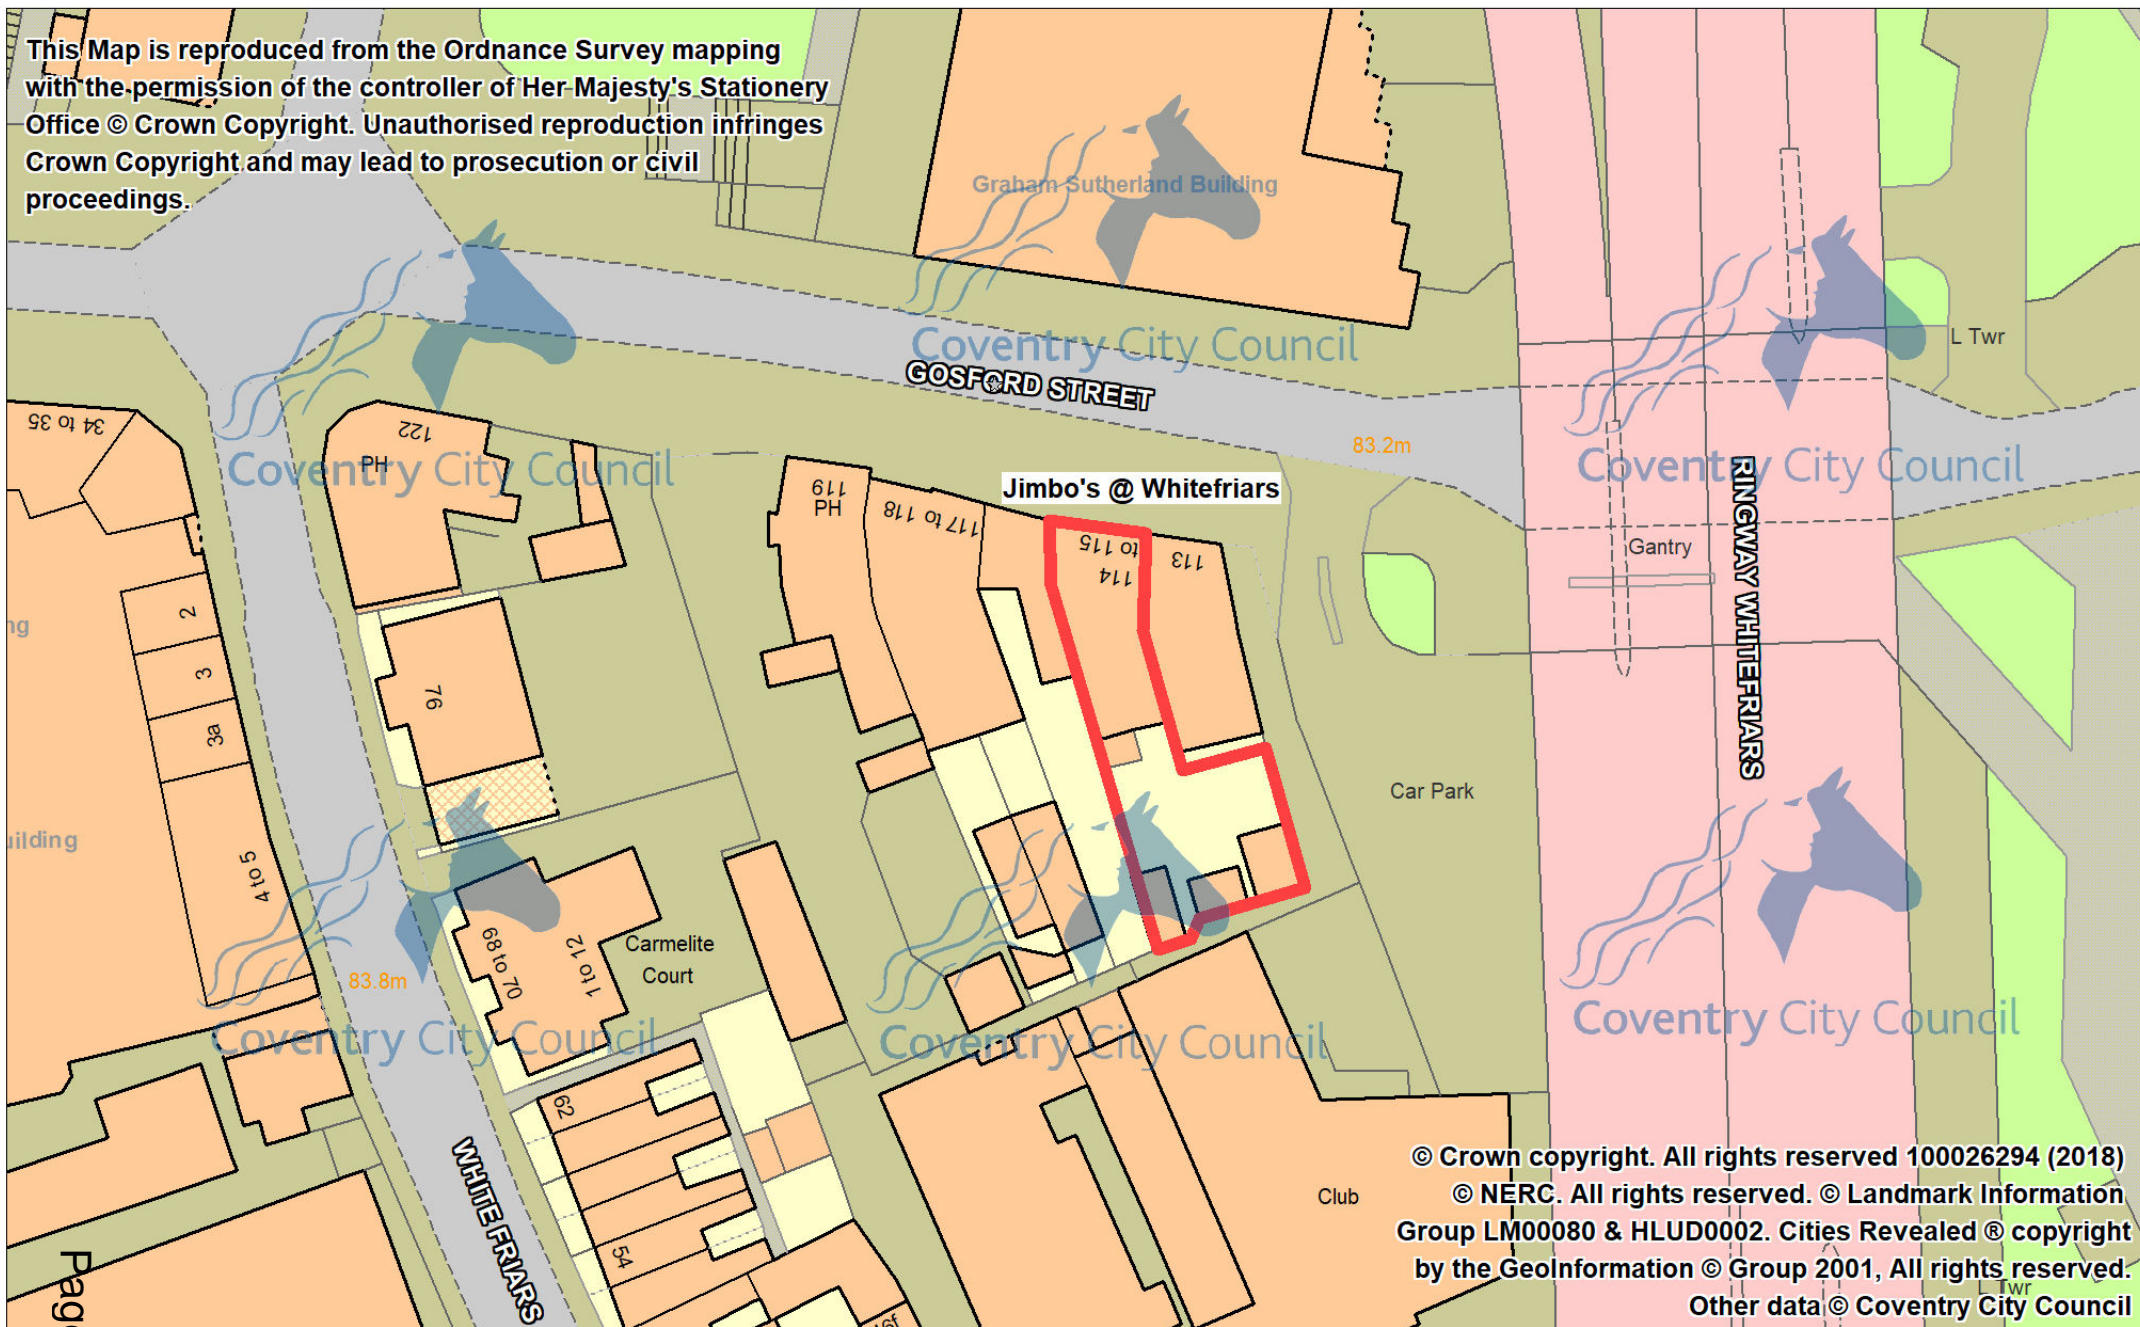 This Map is reproduced from the Ordnance Survey mapping
with the permission of the controller of Her Majesty's Stationery
Office © Crown Copyright. Unauthorised reproduction infringes
Crown Copyright and may lead to prosecution or civil
proceedings.
Graham Sutherland Building
Coventry City Council
GOSFORD STREET
L Twr
34 to 35
122
PH
Coventry City Council
83.2m
Coventry City Council
RINGWAY WHITEFRIARS
Jimbo's @ Whitefriars
119
PH
117 to 118
114
to 115
113
Gantry
2
3
3a
4 to 5
76
Car Park
68 to 70
1 to 12
Carmelite
Court
83.8m
Coventry City Council
Coventry City Council
Coventry City Council
62
54
WHITE FRIARS
Club
L Twr
© Crown copyright. All rights reserved 100026294 (2018)
© NERC. All rights reserved. © Landmark Information
Group LM00080 & HLUD0002. Cities Revealed ® copyright
by the GeoInformation © Group 2001, All rights reserved.
Other data © Coventry City Council